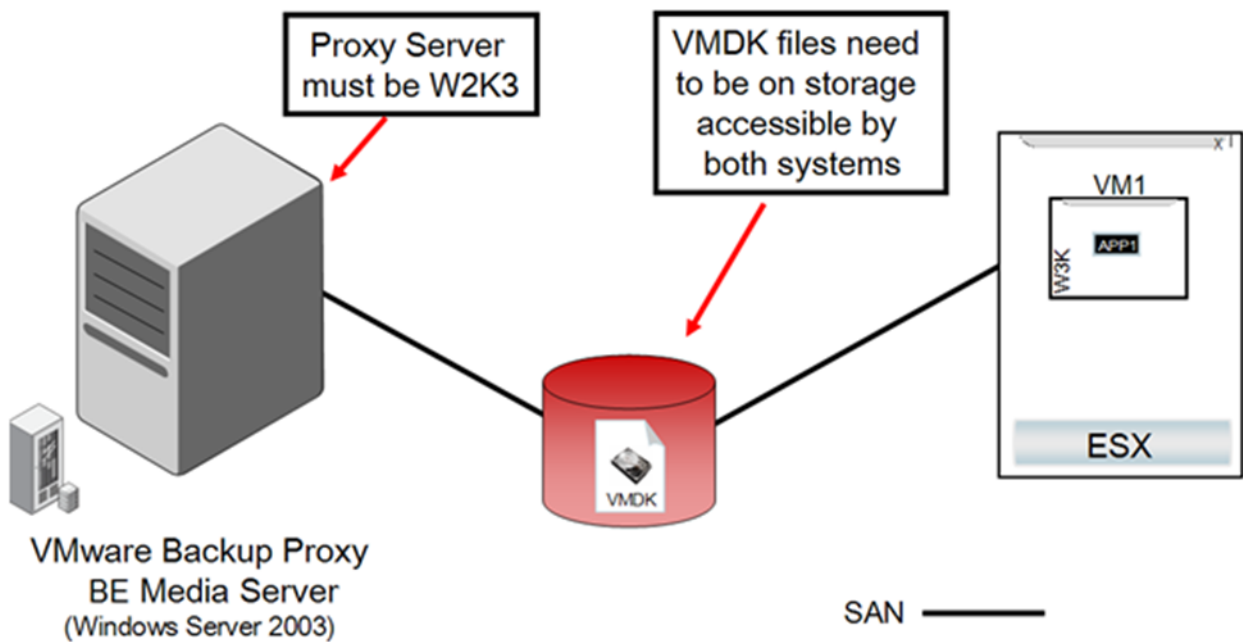 Proxy Server
must be W2K3
VMDK files need
to be on storage
accessible by
both systems
VM1
APP1
W3K
ESX
VMDK
VMware Backup Proxy
BE Media Server
(Windows Server 2003)
SAN